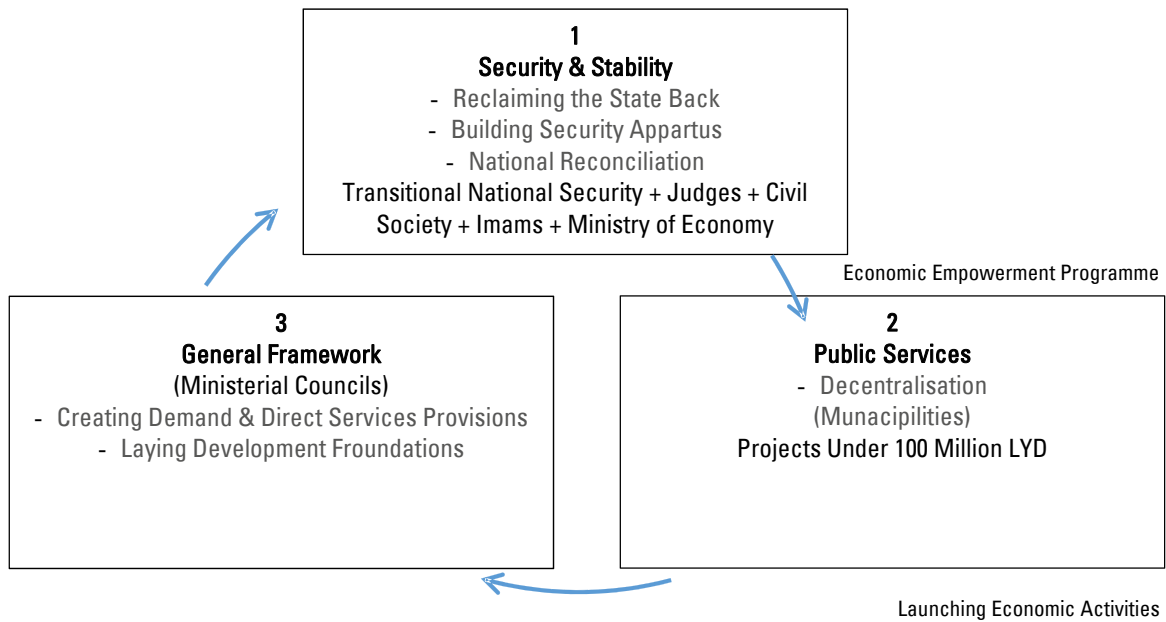 1
Security & Stability
- Reclaiming the State Back
- Building Security Appartus
- National Reconciliation
Transitional National Security + Judges + Civil
Society + Imams + Ministry of Economy
Economic Empowerment Programme
2
Public Services
- Decentralisation
(Munacipilities)
Projects Under 100 Million LYD
3
General Framework
(Ministerial Councils)
- Creating Demand & Direct Services Provisions
- Laying Development Froundations
Launching Economic Activities